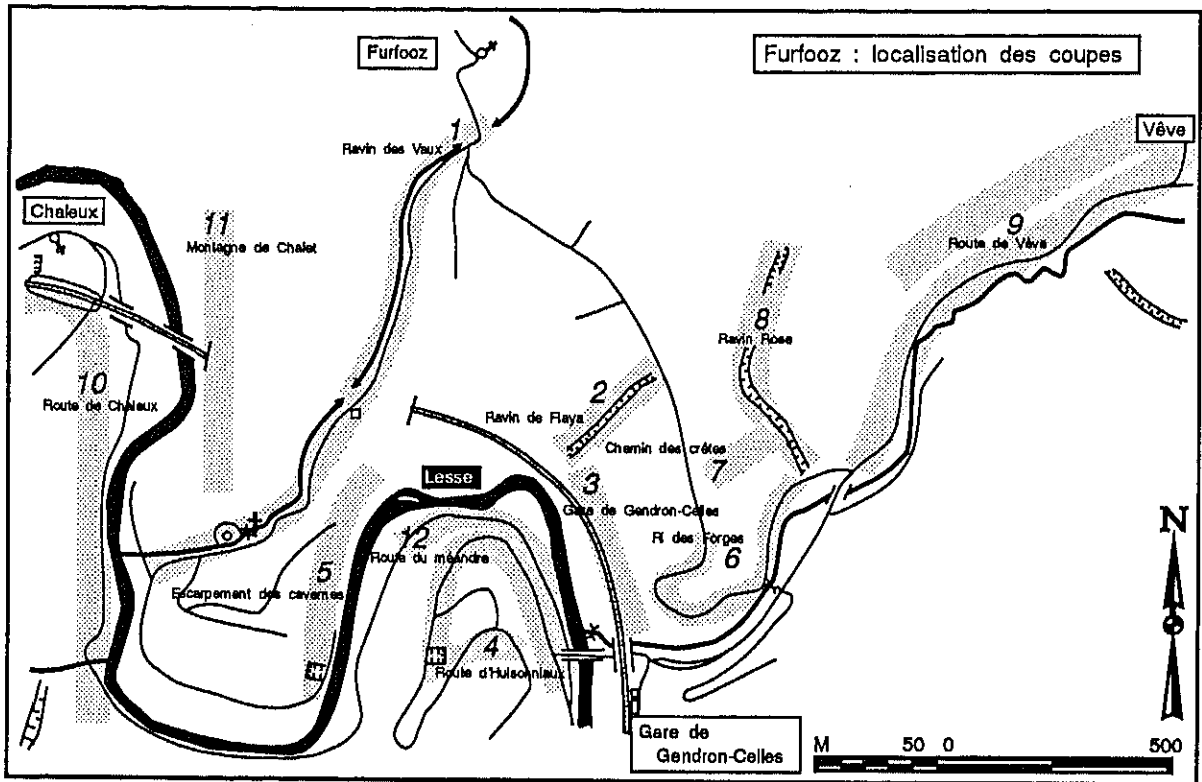 Furfooz
Furfooz : localisation des coupes
1
Ravin des Vaux
Vêve
Chaleux
11
Montagne de Chalet
9
Route de Vêve
8
Ravin Rose
10
Route de Chaleux
2
Ravin de Flaya
Chemin des crêtes
7
Lesse
3
Gare de Gendron-Celles
12
Route du méandre
Ri des Forges
6
5
Escarpement des cavernes
4
Route d'Hulsonniaux
N
Gare de
Gendron-Celles
M 50 0 500